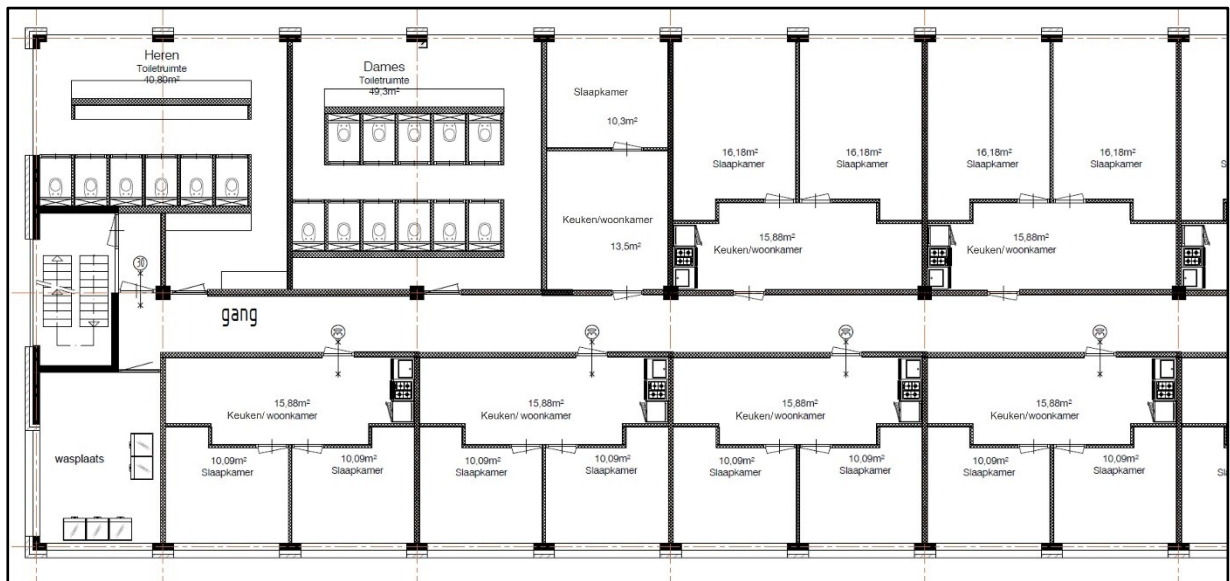 Heren
Toiletruimte
40,80m²
Dames
Toiletruimte
49,3m²
Slaapkamer
10,3m²
Keuken/woonkamer
13,5m²
16,18m²
Slaapkamer
16,18m²
Slaapkamer
15,88m²
Keuken/woonkamer
16,18m²
Slaapkamer
16,18m²
Slaapkamer
15,88m²
Keuken/woonkamer
S
30
gang
wasplaats
15,88m²
Keuken/ woonkamer
10,09m²
Slaapkamer
10,09m²
Slaapkamer
15,88m²
Keuken/ woonkamer
10,09m²
Slaapkamer
10,09m²
Slaapkamer
15,88m²
Keuken/ woonkamer
10,09m²
Slaapkamer
10,09m²
Slaapkamer
15,88m²
Keuken/ woonkamer
10,09m²
Slaapkamer
10,09m²
Slaapkamer